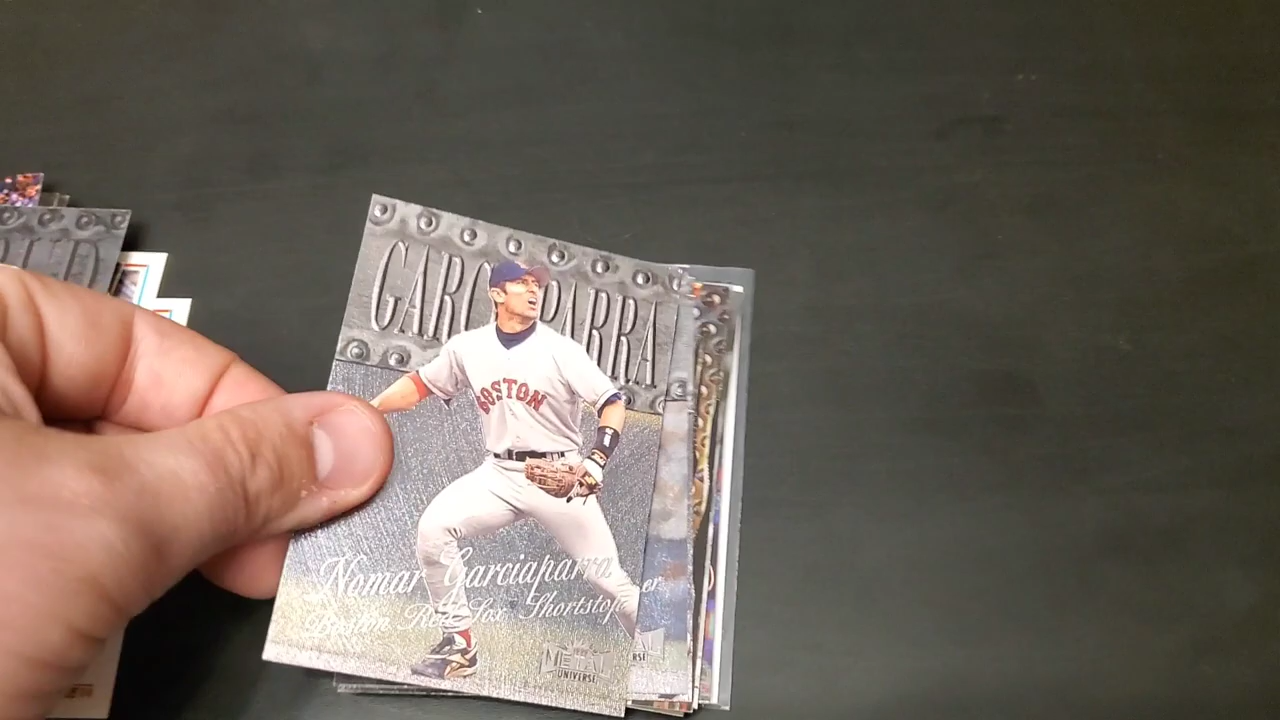 GARCIAPARRA
BOSTON
Nomar Garciaparra
Boston Red Sox Shortstop
METAL
UNIVERSE